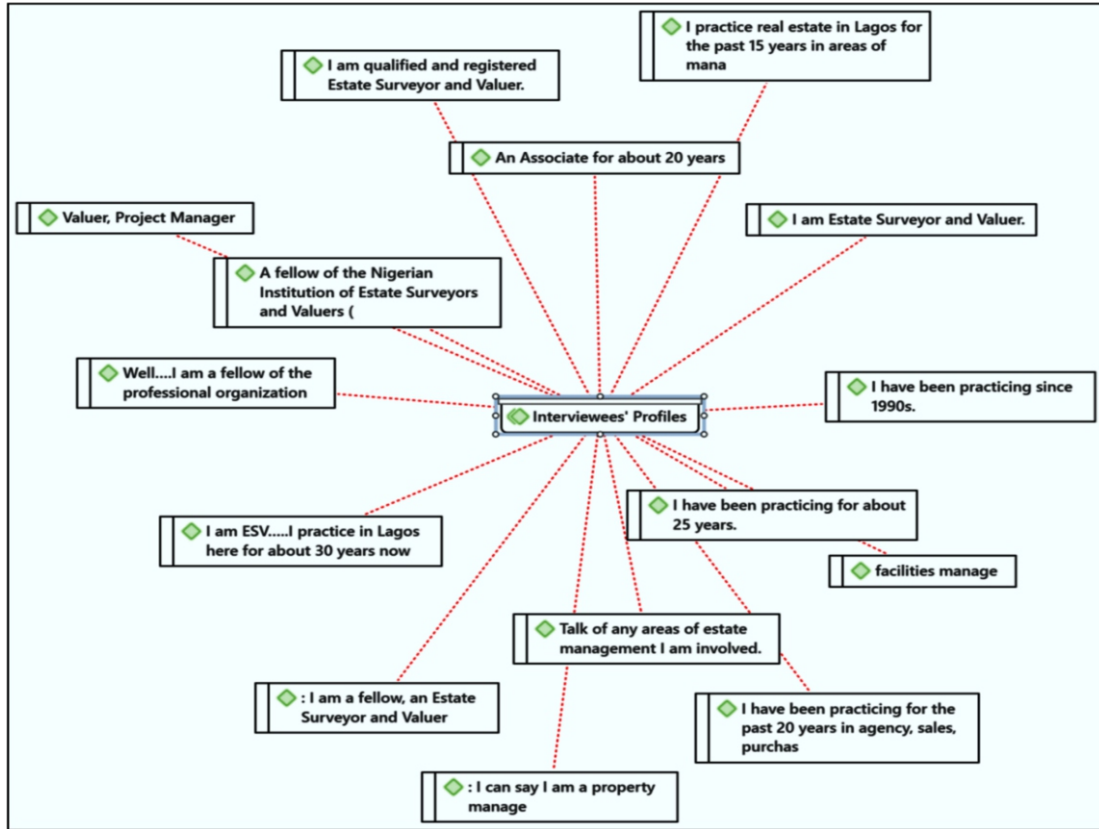 I practice real estate in Lagos for
the past 15 years in areas of
mana
I am qualified and registered
Estate Surveyor and Valuer.
An Associate for about 20 years
Valuer, Project Manager
I am Estate Surveyor and Valuer.
A fellow of the Nigerian
Institution of Estate Surveyors
and Valuers (
Well....I am a fellow of the
professional organization
I have been practicing since
1990s.
Interviewees' Profiles
I have been practicing for about
25 years.
I am ESV.....I practice in Lagos
here for about 30 years now
facilities manage
Talk of any areas of estate
management I am involved.
: I am a fellow, an Estate
Surveyor and Valuer
I have been practicing for the
past 20 years in agency, sales,
purchas
: I can say I am a property
manage